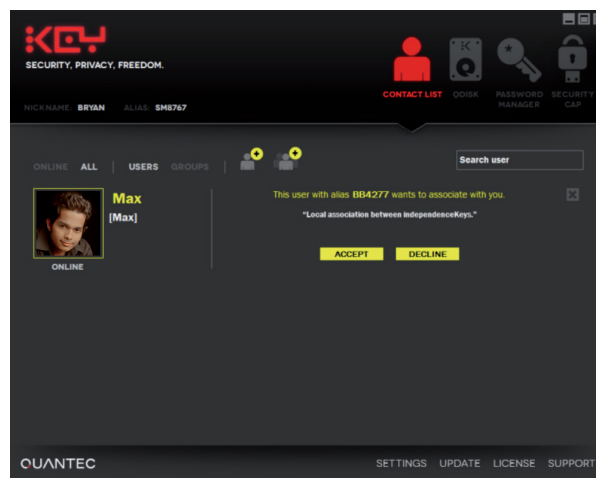 KEY
SECURITY, PRIVACY, FREEDOM.
CONTACT LIST QDISK PASSWORD MANAGER SECURITY CAP
NICKNAME: BRYAN ALIAS: SM8767
ONLINE ALL | USERS GROUPS |
Search user
Max
[Max]
ONLINE
This user with alias BB4277 wants to associate with you.
"Local association between independenceKeys."
ACCEPT DECLINE
QUANTEC
SETTINGS UPDATE LICENSE SUPPORT